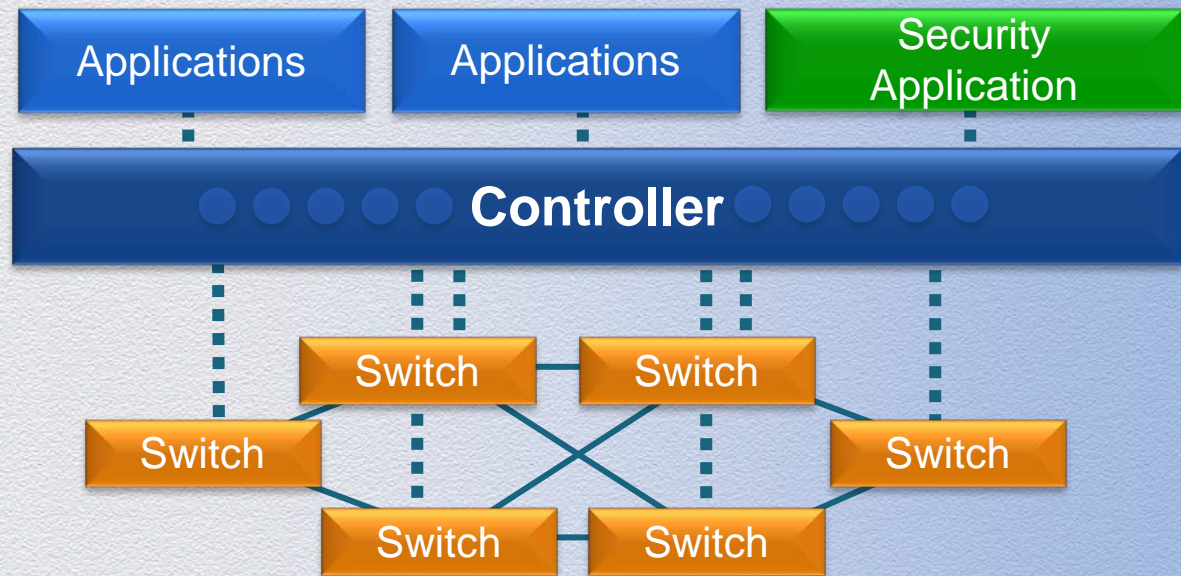 Applications
Applications
Security
Application
Controller
Switch
Switch
Switch
Switch
Switch
Switch